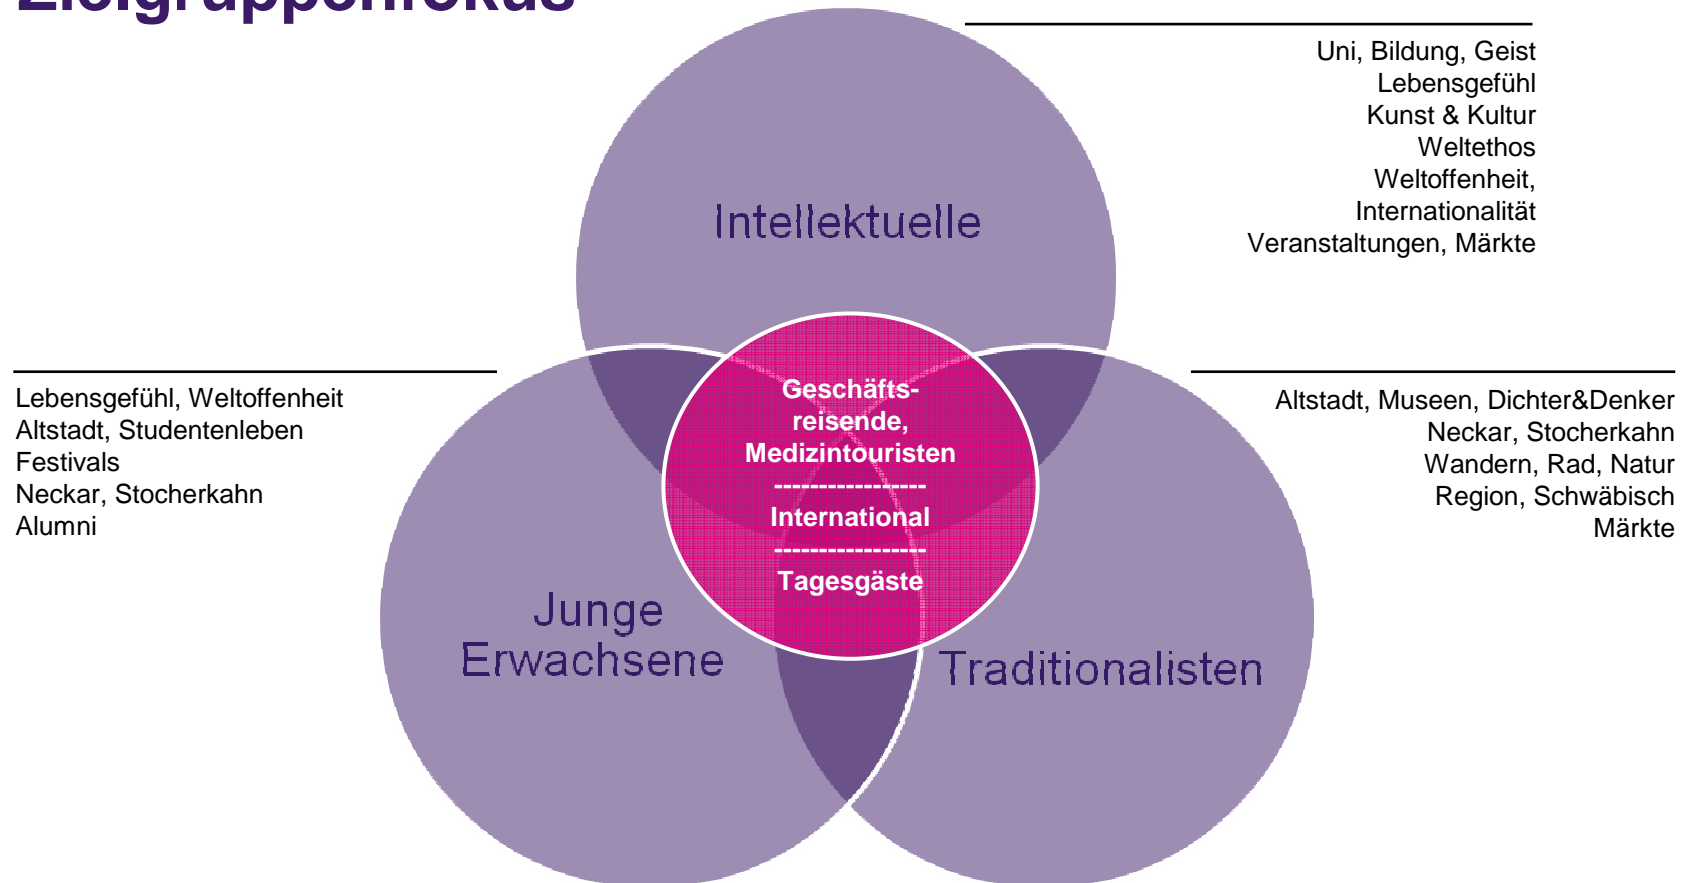 Zielgruppenfokus
Uni, Bildung, Geist
Lebensgefühl
Kunst & Kultur
Weltethos
Weltoffenheit,
Internationalität
Veranstaltungen, Märkte
Intellektuelle
Lebensgefühl, Weltoffenheit
Altstadt, Studentenleben
Festivals
Neckar, Stocherkahn
Alumni
Geschäfts-
reisende,
Medizintouristen
------------------
International
------------------
Tagesgäste
Altstadt, Museen, Dichter&Denker
Neckar, Stocherkahn
Wandern, Rad, Natur
Region, Schwäbisch
Märkte
Junge
Erwachsene
Traditionalisten